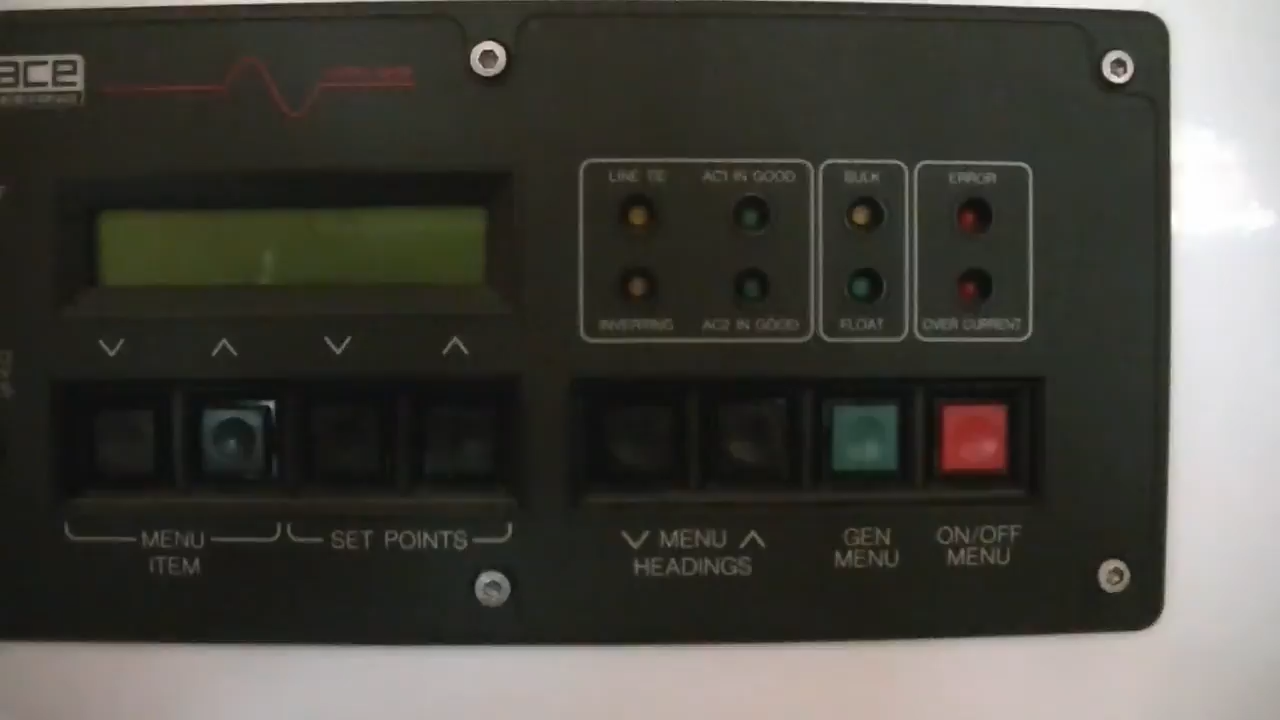 ace
LINE TIE
AC1 IN GOOD
BULK
ERROR
INVERTING
AC2 IN GOOD
FLOAT
OVER CURRENT
MENU
ITEM
SET POINTS
MENU
HEADINGS
GEN
MENU
ON/OFF
MENU